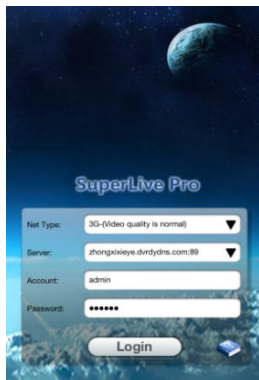 SuperLive Pro
Net Type: 3G-(Video quality is normal)
Server: zhongxixieye.dvrdydns.com:89
Account: admin
Password: ••••••
Login